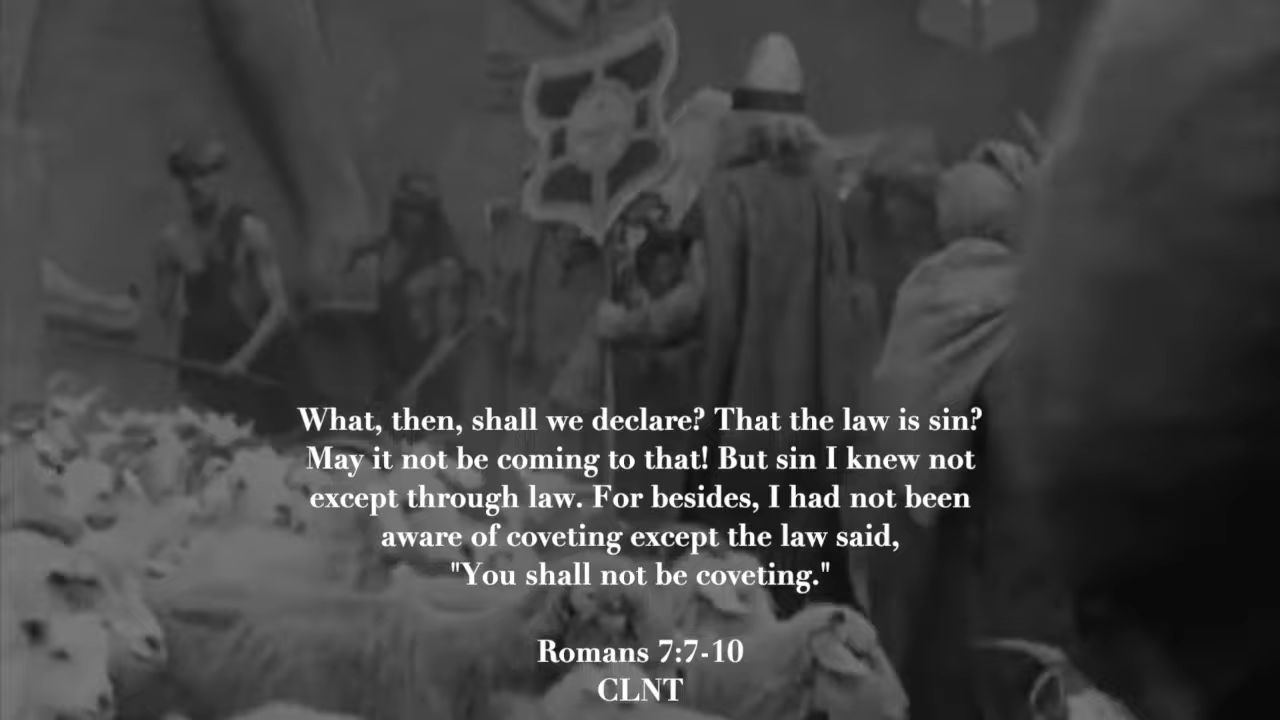 What, then, shall we declare? That the law is sin?
May it not be coming to that! But sin I knew not
except through law. For besides, I had not been
aware of coveting except the law said,
"You shall not be coveting."
Romans 7:7-10
CLNT